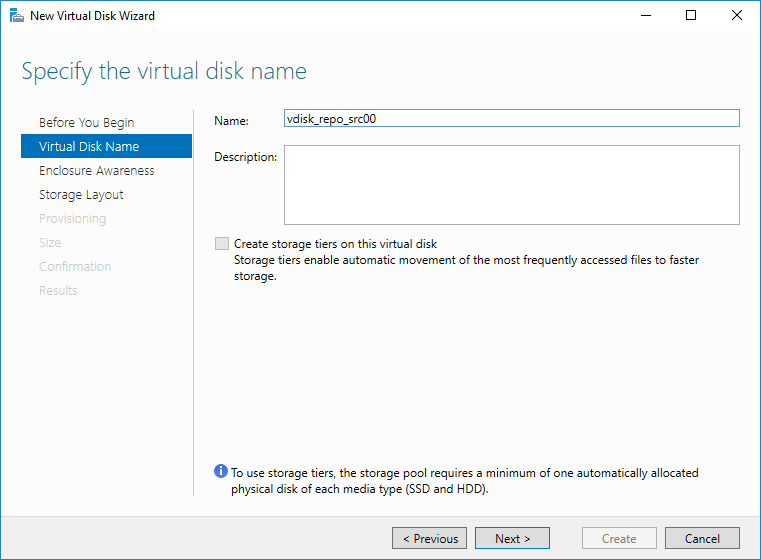 New Virtual Disk Wizard
Specify the virtual disk name
Before You Begin
Virtual Disk Name
Enclosure Awareness
Storage Layout
Provisioning
Size
Confirmation
Results
Name:
vdisk_repo_src00
Description:
Create storage tiers on this virtual disk
Storage tiers enable automatic movement of the most frequently accessed files to faster
storage.
To use storage tiers, the storage pool requires a minimum of one automatically allocated
physical disk of each media type (SSD and HDD).
< Previous
Next >
Create
Cancel